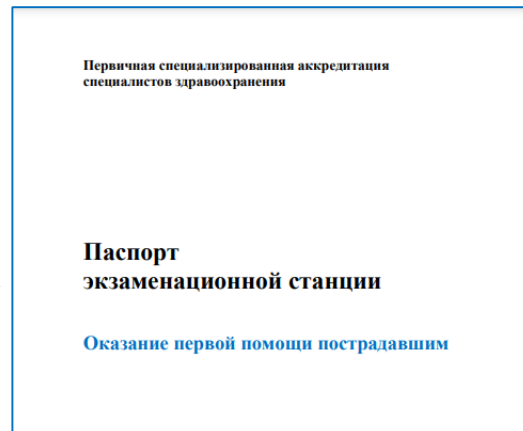 Первичная специализированная аккредитация
специалистов здравоохранения
Паспорт
экзаменационной станции
Оказание первой помощи пострадавшим